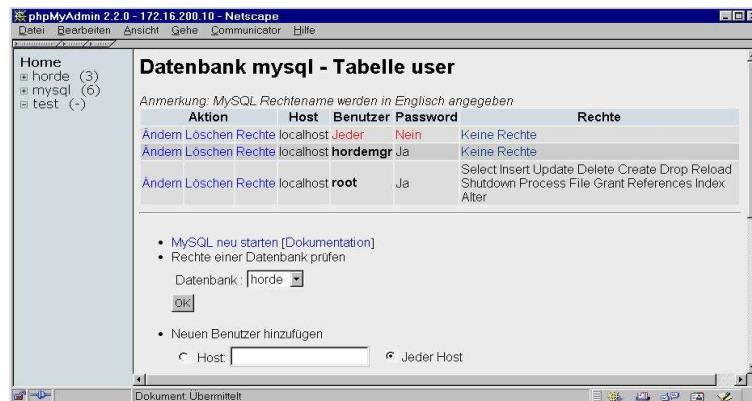 phpMyAdmin 2.2.0 - 172.16.200.10 - Netscape
Datei Bearbeiten Ansicht Gehe Communicator Hilfe
Home
horde (3)
mysql (6)
test (-)
Datenbank mysql - Tabelle user
Anmerkung: MySQL Rechtename werden in Englisch angegeben
Aktion Host Benutzer Password Rechte
Ändern Löschen Rechte localhost Jeder Nein Keine Rechte
Ändern Löschen Rechte localhost hordemgr Ja Keine Rechte
Ändern Löschen Rechte localhost root Ja Select Insert Update Delete Create Drop Reload
Shutdown Process File Grant References Index
Alter
MySQL neu starten [Dokumentation]
Rechte einer Datenbank prüfen
Datenbank : horde
OK
Neuen Benutzer hinzufügen
Host: Jeder Host
Dokument: Übermittelt